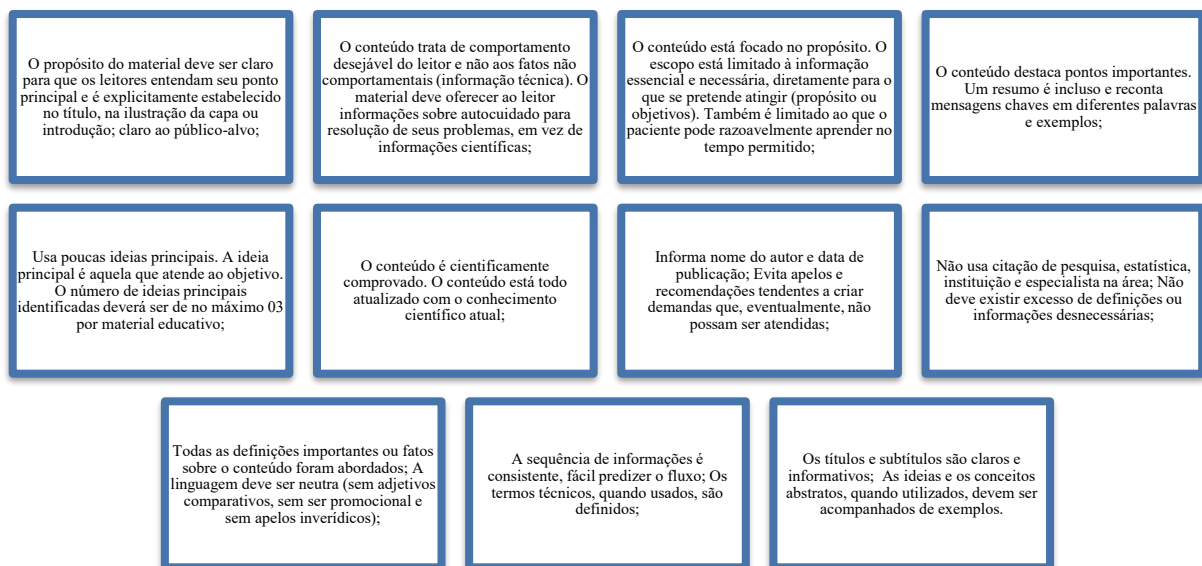 O propósito do material deve ser claro
para que os leitores entendam seu ponto
principal e é explicitamente estabelecido
no título, na ilustração da capa ou
introdução; claro ao público-alvo;
O conteúdo trata de comportamento
desejável do leitor e não aos fatos não
comportamentais (informação técnica). O
material deve oferecer ao leitor
informações sobre autocuidado para
resolução de seus problemas, em vez de
informações científicas;
O conteúdo está focado no propósito. O
escopo está limitado à informação
essencial e necessária, diretamente para o
que se pretende atingir (propósito ou
objetivos). Também é limitado ao que o
paciente pode razoavelmente aprender no
tempo permitido;
O conteúdo destaca pontos importantes.
Um resumo é incluso e reconta
mensagens chaves em diferentes palavras
e exemplos;
Usa poucas ideias principais. A ideia
principal é aquela que atende ao objetivo.
O número de ideias principais
identificadas deverá ser de no máximo 03
por material educativo;
O conteúdo é cientificamente
comprovado. O conteúdo está todo
atualizado com o conhecimento
científico atual;
Informa nome do autor e data de
publicação; Evita apelos e
recomendações tendentes a criar
demandas que, eventualmente, não
possam ser atendidas;
Não usa citação de pesquisa, estatística,
instituição e especialista na área; Não
deve existir excesso de definições ou
informações desnecessárias;
Todas as definições importantes ou fatos
sobre o conteúdo foram abordados; A
linguagem deve ser neutra (sem adjetivos
comparativos, sem ser promocional e
sem apelos inverídicos);
A sequência de informações é
consistente, fácil predizer o fluxo; Os
termos técnicos, quando usados, são
definidos;
Os títulos e subtítulos são claros e
informativos; As ideias e os conceitos
abstratos, quando utilizados, devem ser
acompanhados de exemplos.